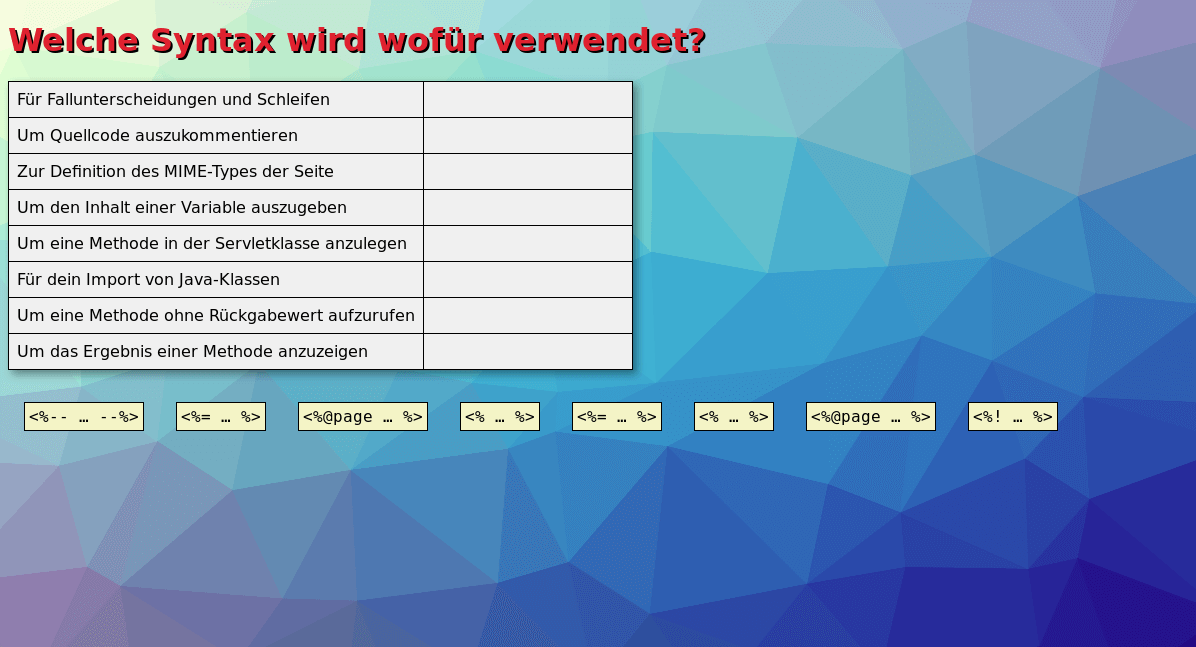 Welche Syntax wird wofür verwendet?
Für Fallunterscheidungen und Schleifen
Um Quellcode auszukommentieren
Zur Definition des MIME-Types der Seite
Um den Inhalt einer Variable auszugeben
Um eine Methode in der Servletklasse anzulegen
Für dein Import von Java-Klassen
Um eine Methode ohne Rückgabewert aufzurufen
Um das Ergebnis einer Methode anzuzeigen
<%-- … --%> <%= … %> <%@page … %> <% … %> <%= … %> <% … %> <%@page … %> <%! … %>